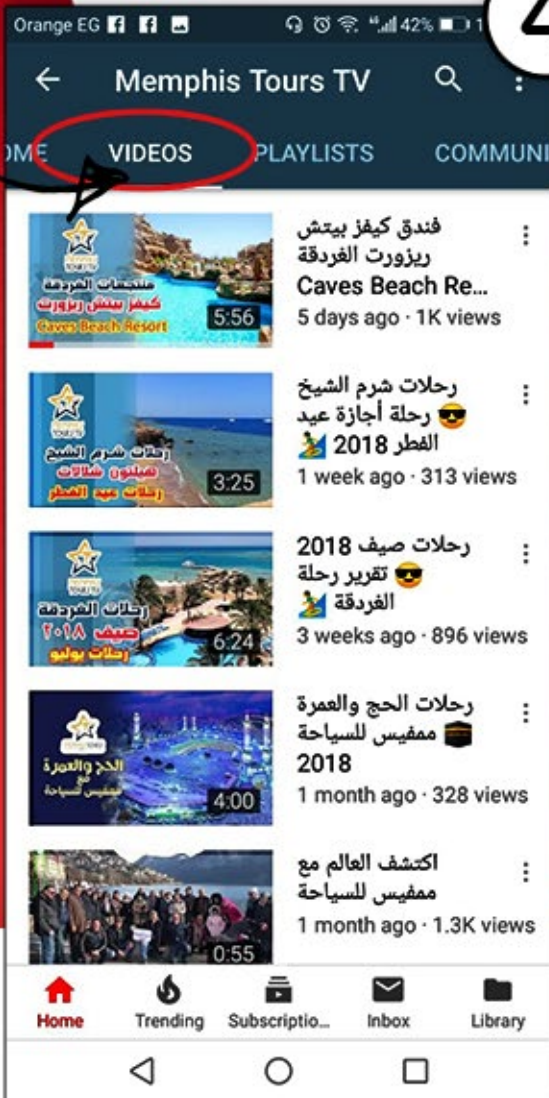 4
Orange EG
42%
Memphis Tours TV
OME VIDEOS PLAYLISTS COMMUNI
منتجعات الغردقة
كيفز بيتش ريزورت
Caves Beach Resort
5:56
فندق كيفز بيتش
ريزورت الغردقة
Caves Beach Re...
5 days ago · 1K views
رحلات شرم الشيخ
هيلتون شلالات
رحلات عيد الفطر
3:25
رحلات شرم الشيخ
😎 رحلة أجازة عيد
الفطر 2018 🏄
1 week ago · 313 views
رحلات الغردقة
صيف ٢٠١٨
رحلات يوليو
6:24
رحلات صيف 2018
😎 تقرير رحلة
الغردقة 🏄
3 weeks ago · 896 views
الحج والعمرة
مع
ممفيس للسياحة
4:00
رحلات الحج والعمرة
🕋 ممفيس للسياحة
2018
1 month ago · 328 views
0:55
اكتشف العالم مع
ممفيس للسياحة
1 month ago · 1.3K views
Home Trending Subscriptio... Inbox Library